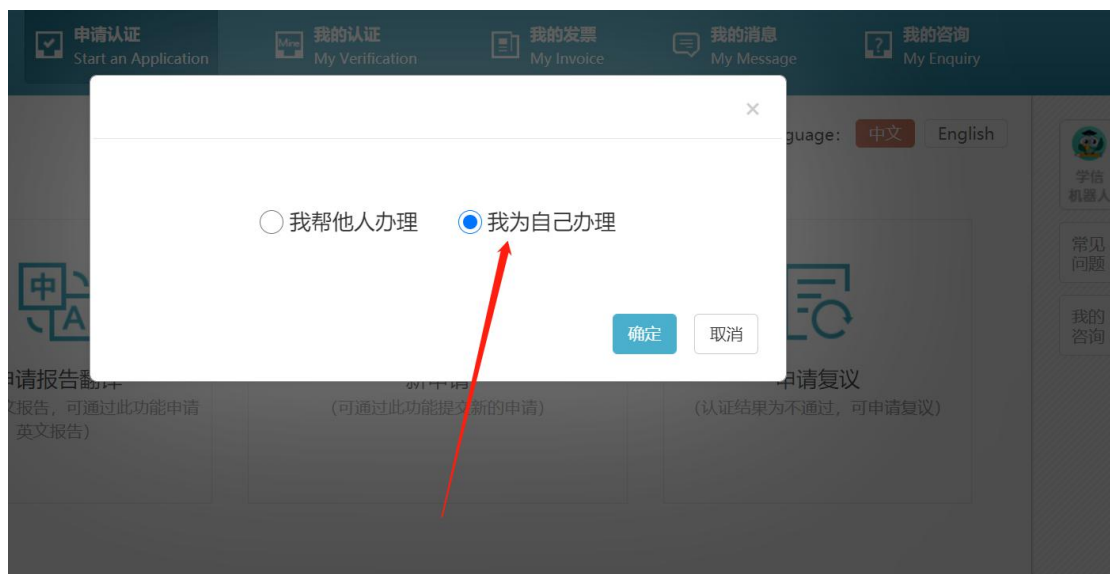 申请认证
Start an Application
我的认证
My Verification
我的发票
My Invoice
我的消息
My Message
我的咨询
My Enquiry
×
guage: 中文 English
学信
机器人
我帮他人办理 我为自己办理
常见
问题
中
A
我的
咨询
确定 取消
申请报告翻译
新申请
申请复议
文报告，可通过此功能申请
英文报告）
（可通过此功能提交新的申请）
（认证结果为不通过，可申请复议）